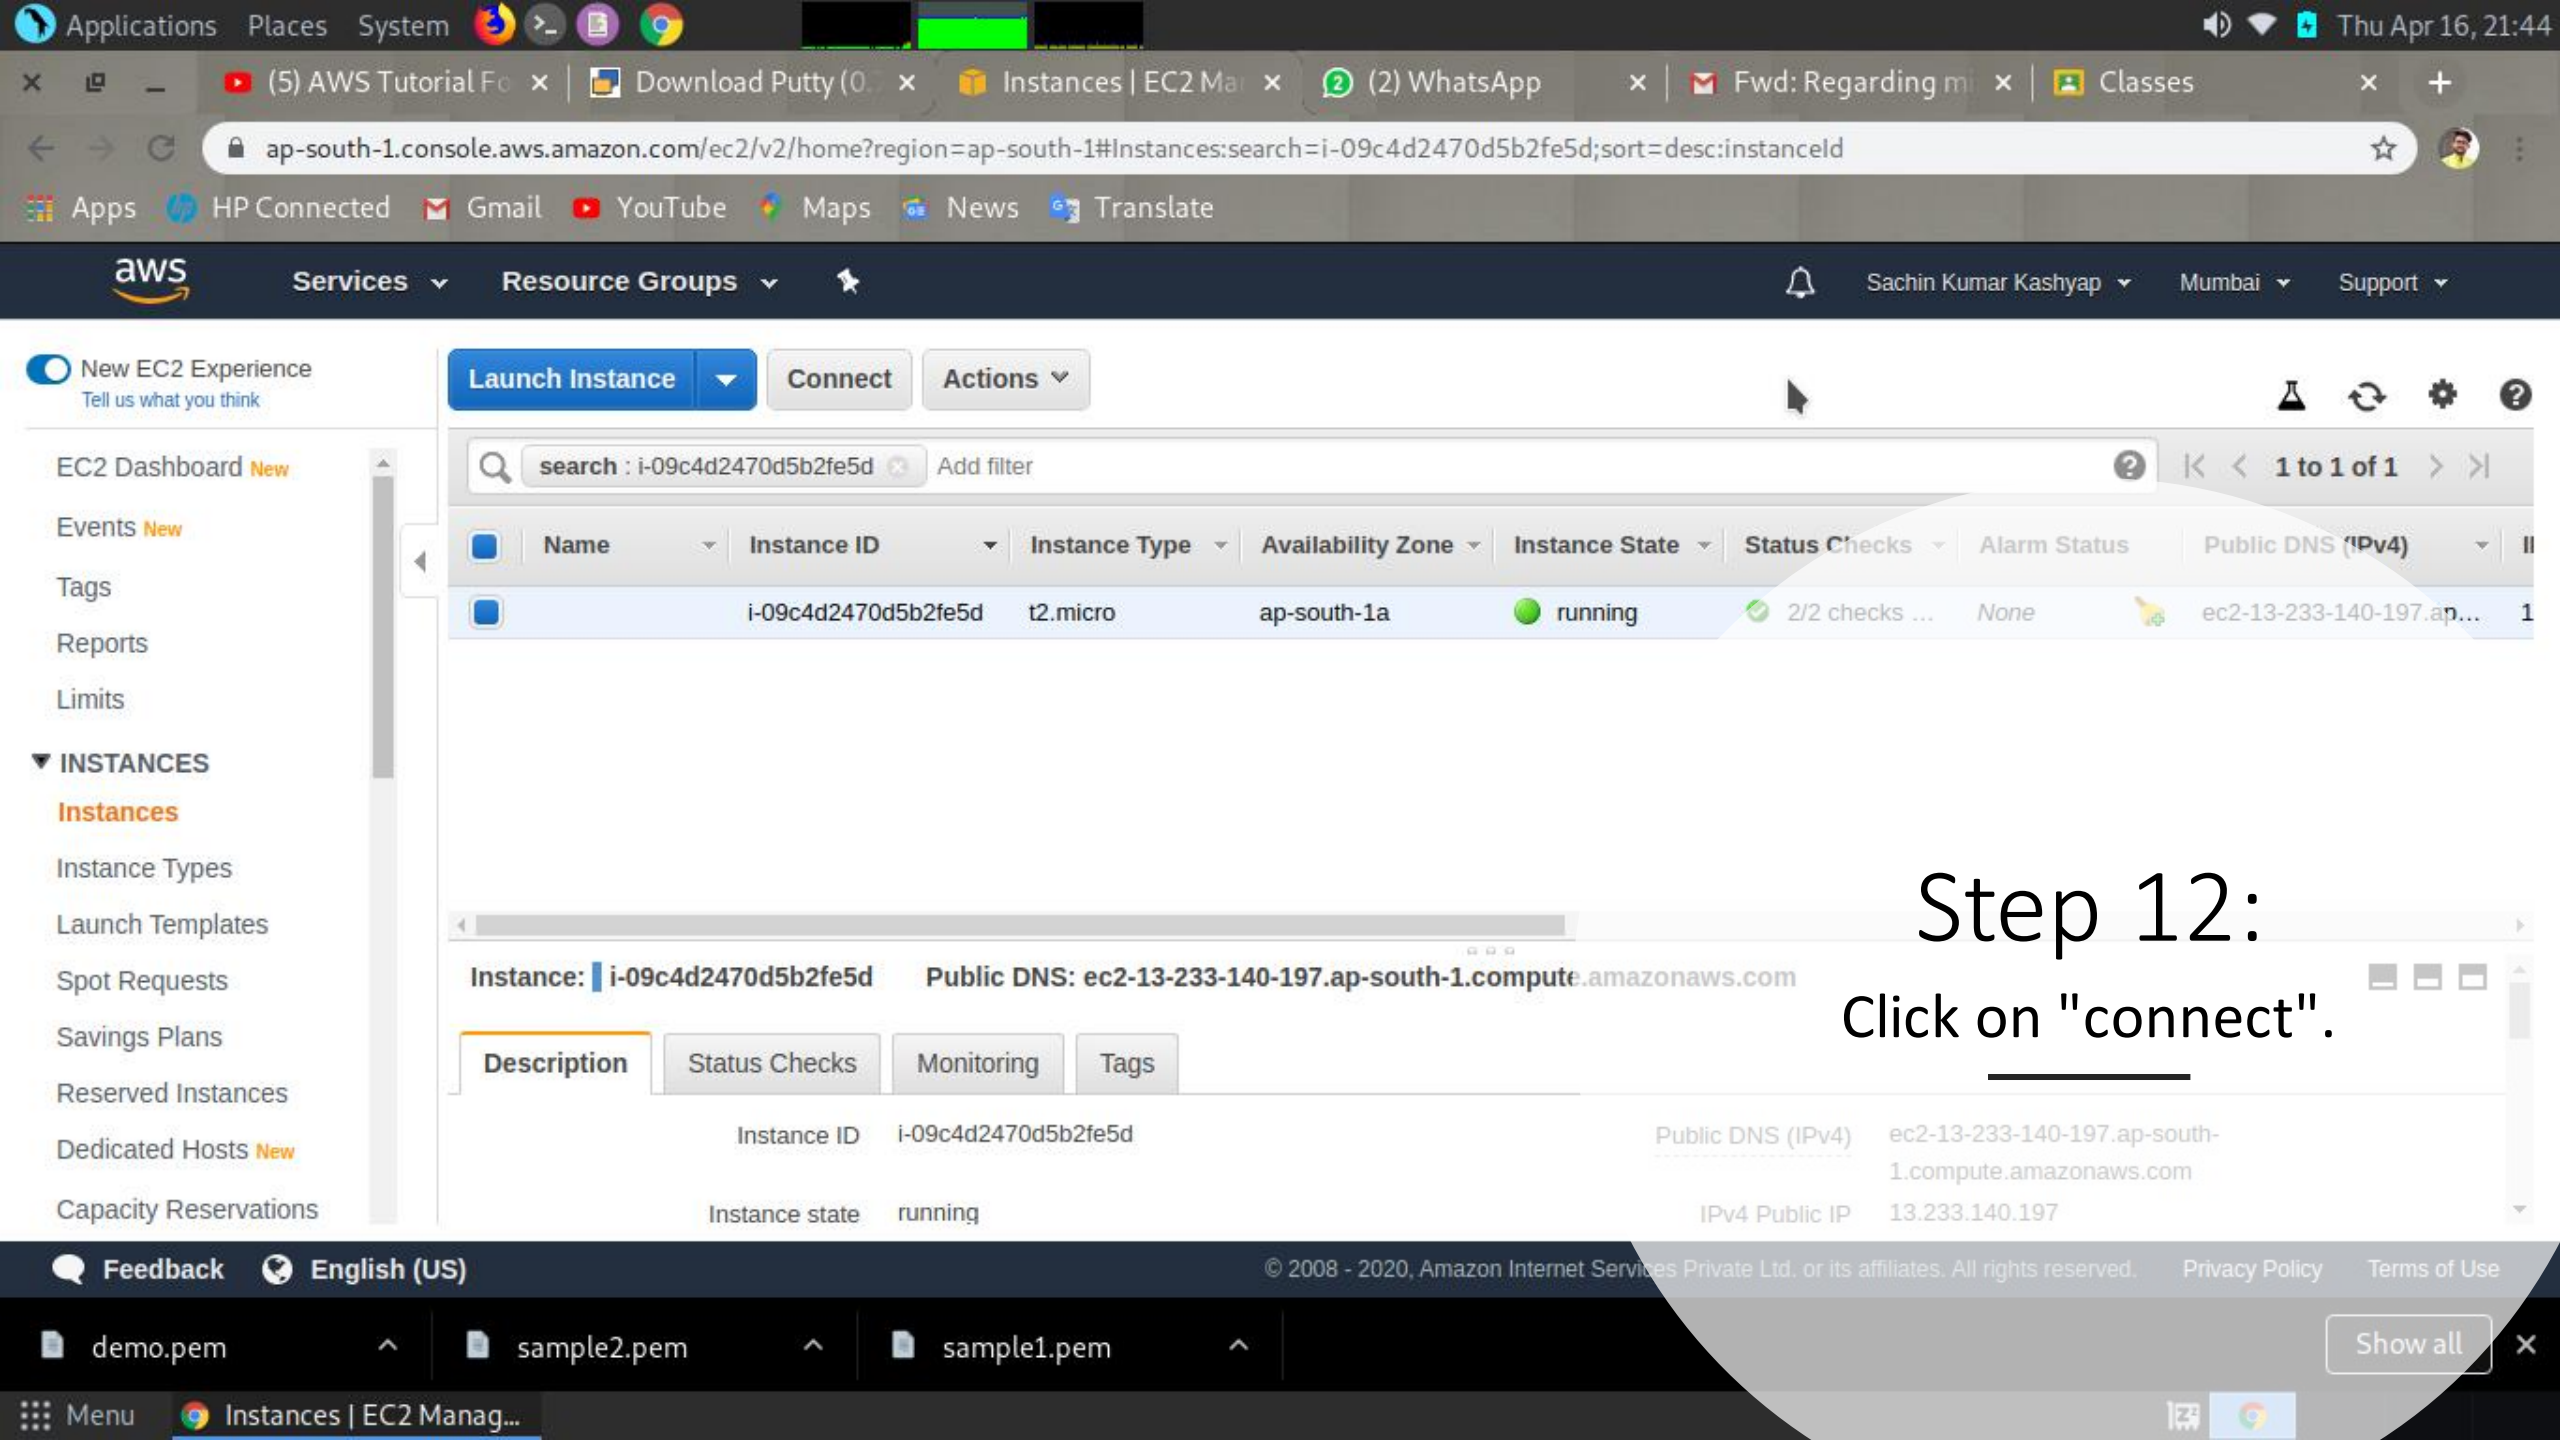 Applications Places System Thu Apr 16, 21:44
(5) AWS Tutorial Fo Download Putty (0. Instances | EC2 Ma (2) WhatsApp Fwd: Regarding m Classes
ap-south-1.console.aws.amazon.com/ec2/v2/home?region=ap-south-1#Instances:search=i-09c4d2470d5b2fe5d;sort=desc:instanceId
Apps HP Connected Gmail YouTube Maps News Translate
aws Services Resource Groups Sachin Kumar Kashyap Mumbai Support
New EC2 Experience
Tell us what you think
Launch Instance Connect Actions
EC2 Dashboard New
Events New
Tags
Reports
Limits
INSTANCES
Instances
Instance Types
Launch Templates
Spot Requests
Savings Plans
Reserved Instances
Dedicated Hosts New
Capacity Reservations
search : i-09c4d2470d5b2fe5d Add filter 1 to 1 of 1
Name Instance ID Instance Type Availability Zone Instance State Status Checks Alarm Status Public DNS (IPv4)
i-09c4d2470d5b2fe5d t2.micro ap-south-1a running 2/2 checks ... None ec2-13-233-140-197.ap... 1
Step 12:
Click on "connect".
Instance: i-09c4d2470d5b2fe5d Public DNS: ec2-13-233-140-197.ap-south-1.compute.amazonaws.com
Description Status Checks Monitoring Tags
Instance ID i-09c4d2470d5b2fe5d Public DNS (IPv4) ec2-13-233-140-197.ap-south-
1.compute.amazonaws.com
Instance state running IPv4 Public IP 13.233.140.197
Feedback English (US) © 2008 - 2020, Amazon Internet Services Private Ltd. or its affiliates. All rights reserved. Privacy Policy Terms of Use
demo.pem sample2.pem sample1.pem Show all
Menu Instances | EC2 Manag...